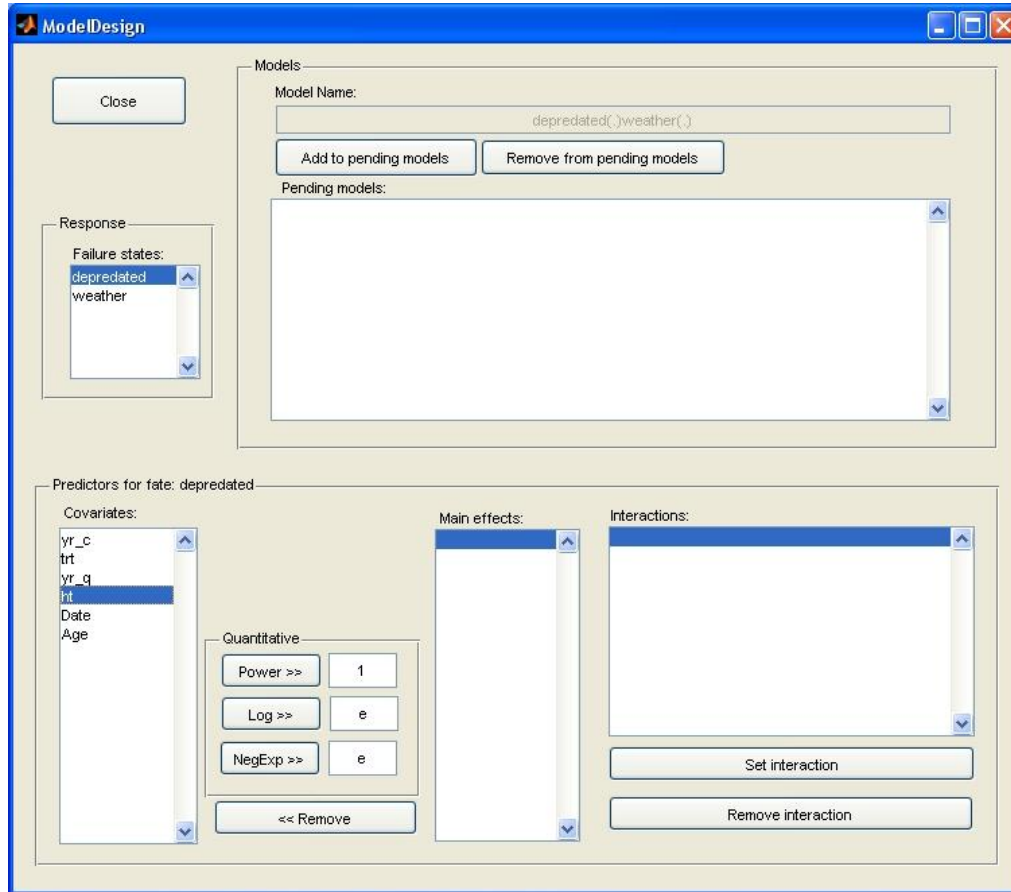 ModelDesign
Close
Models
Model Name:
depredated(.)weather(.)
Add to pending models
Remove from pending models
Pending models:
Response
Failure states:
depredated
weather
Predictors for fate: depredated
Covariates:
yr_c
trt
yr_q
ht
Date
Age
Quantitative
Power >>
1
Log >>
e
NegExp >>
e
<< Remove
Main effects:
Interactions:
Set interaction
Remove interaction